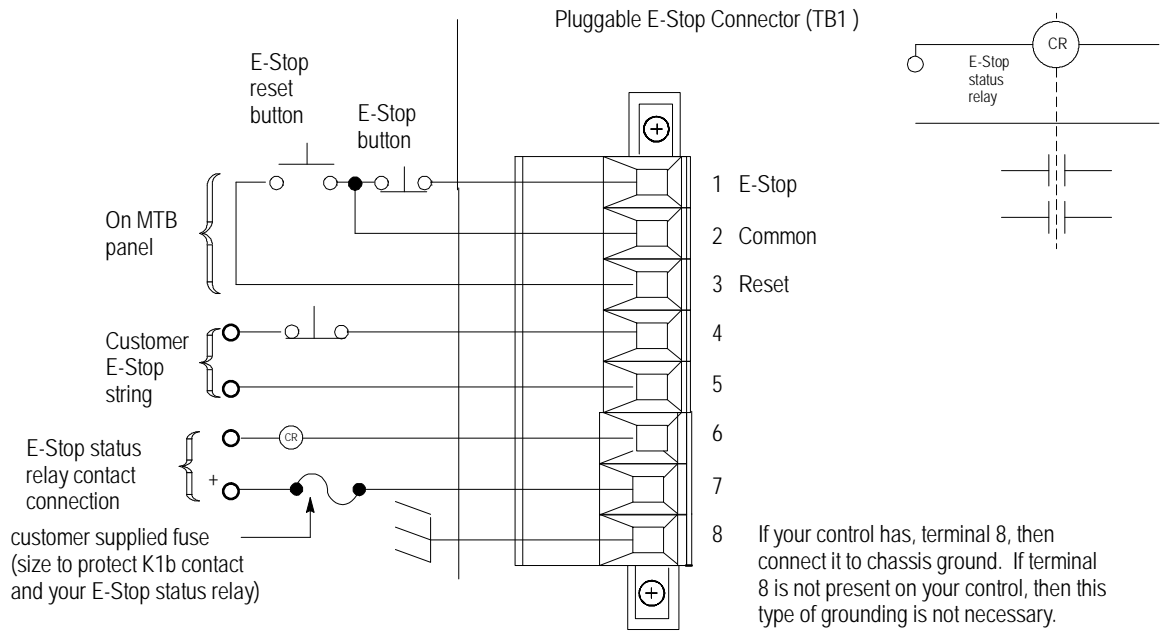 Pluggable E-Stop Connector (TB1 )
CR
E-Stop
status
relay
E-Stop
reset
button
E-Stop
button
On MTB
panel
1 E-Stop
2 Common
3 Reset
Customer
E-Stop
string
4
5
E-Stop status
relay contact
connection
CR
+
6
7
8
customer supplied fuse
(size to protect K1b contact
and your E-Stop status relay)
If your control has, terminal 8, then
connect it to chassis ground. If terminal
8 is not present on your control, then this
type of grounding is not necessary.